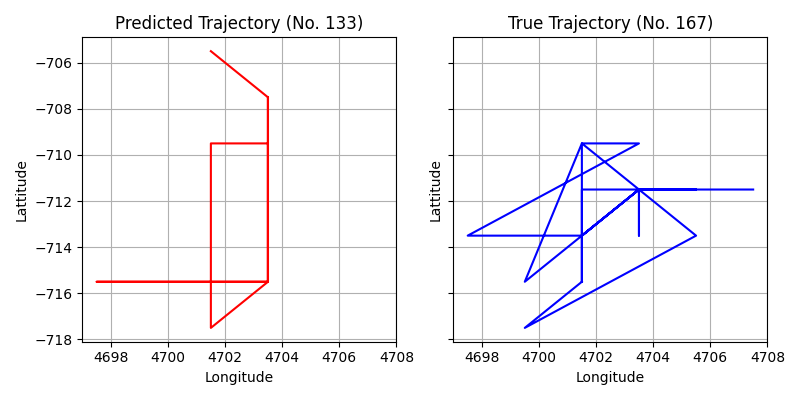 Predicted Trajectory (No. 133)
True Trajectory (No. 167)
Lattitude
−706
−708
−710
−712
−714
−716
−718
4698 4700 4702 4704 4706 4708
Longitude
Lattitude
4698 4700 4702 4704 4706 4708
Longitude